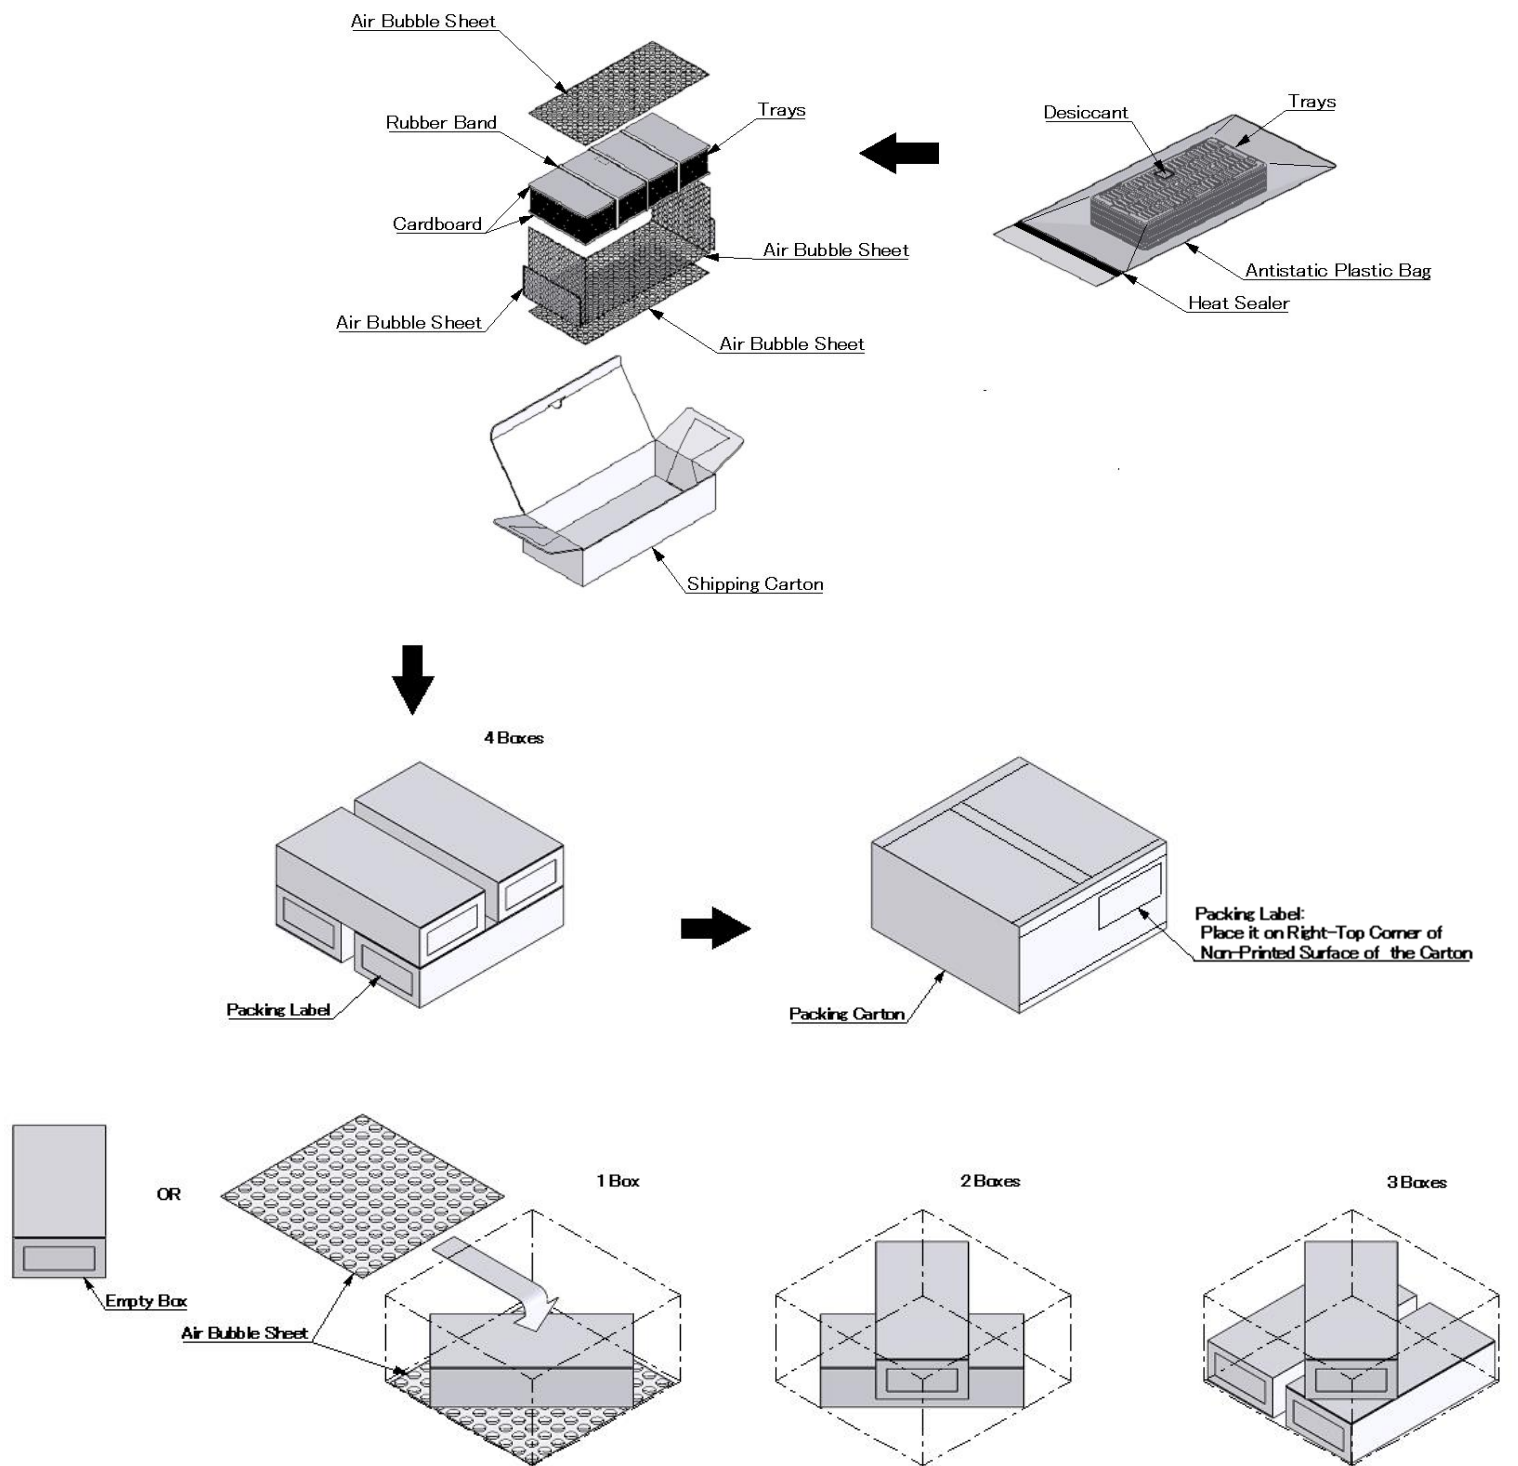 Air Bubble Sheet
Rubber Band
Trays
Cardboard
Air Bubble Sheet
Air Bubble Sheet
Air Bubble Sheet
Desiccant
Trays
Antistatic Plastic Bag
Heat Sealer
Shipping Carton
4 Boxes
Packing Label
Packing Carton
Packing Label:
Place it on Right-Top Corner of
Non-Printed Surface of the Carton
Empty Box
OR
Air Bubble Sheet
1 Box
2 Boxes
3 Boxes